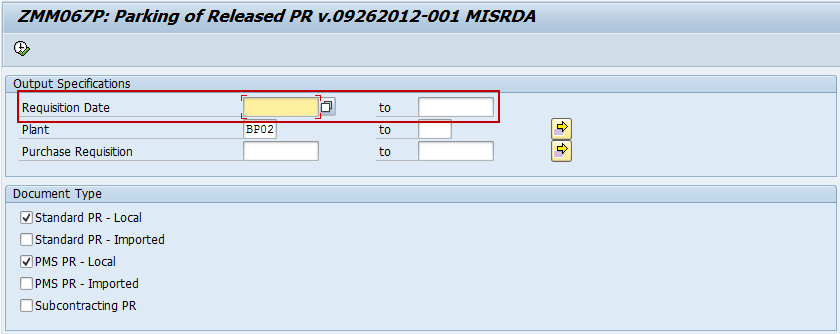 ZMM067P: Parking of Released PR v.09262012-001 MISRDA
Output Specifications
Requisition Date to
Plant BP02 to
Purchase Requisition to
Document Type
Standard PR - Local
Standard PR - Imported
PMS PR - Local
PMS PR - Imported
Subcontracting PR